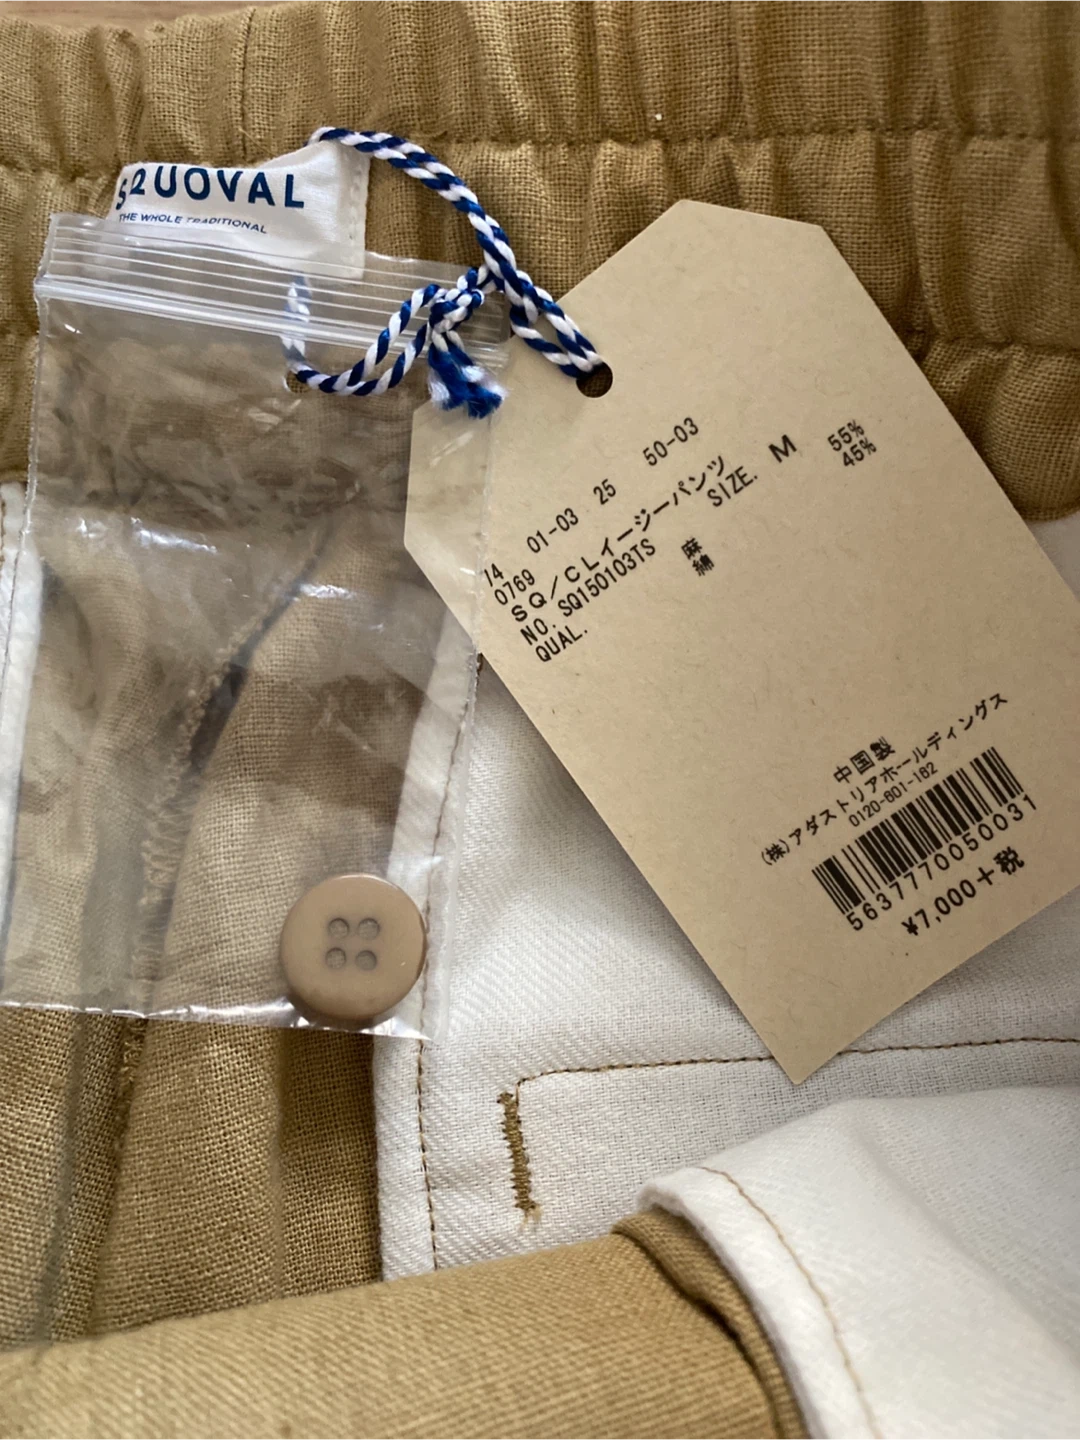 SQUOVAL
THE WHOLE TRADITIONAL
74 01-03 25 50-03
0769
SQ/CLイージーパンツ
NO. SQ150103TS SIZE. M
QUAL. 麻 55%
綿 45%
中国製
(株)アダストリアホールディングス
0120-601-162
5637770050031
¥7,000+税